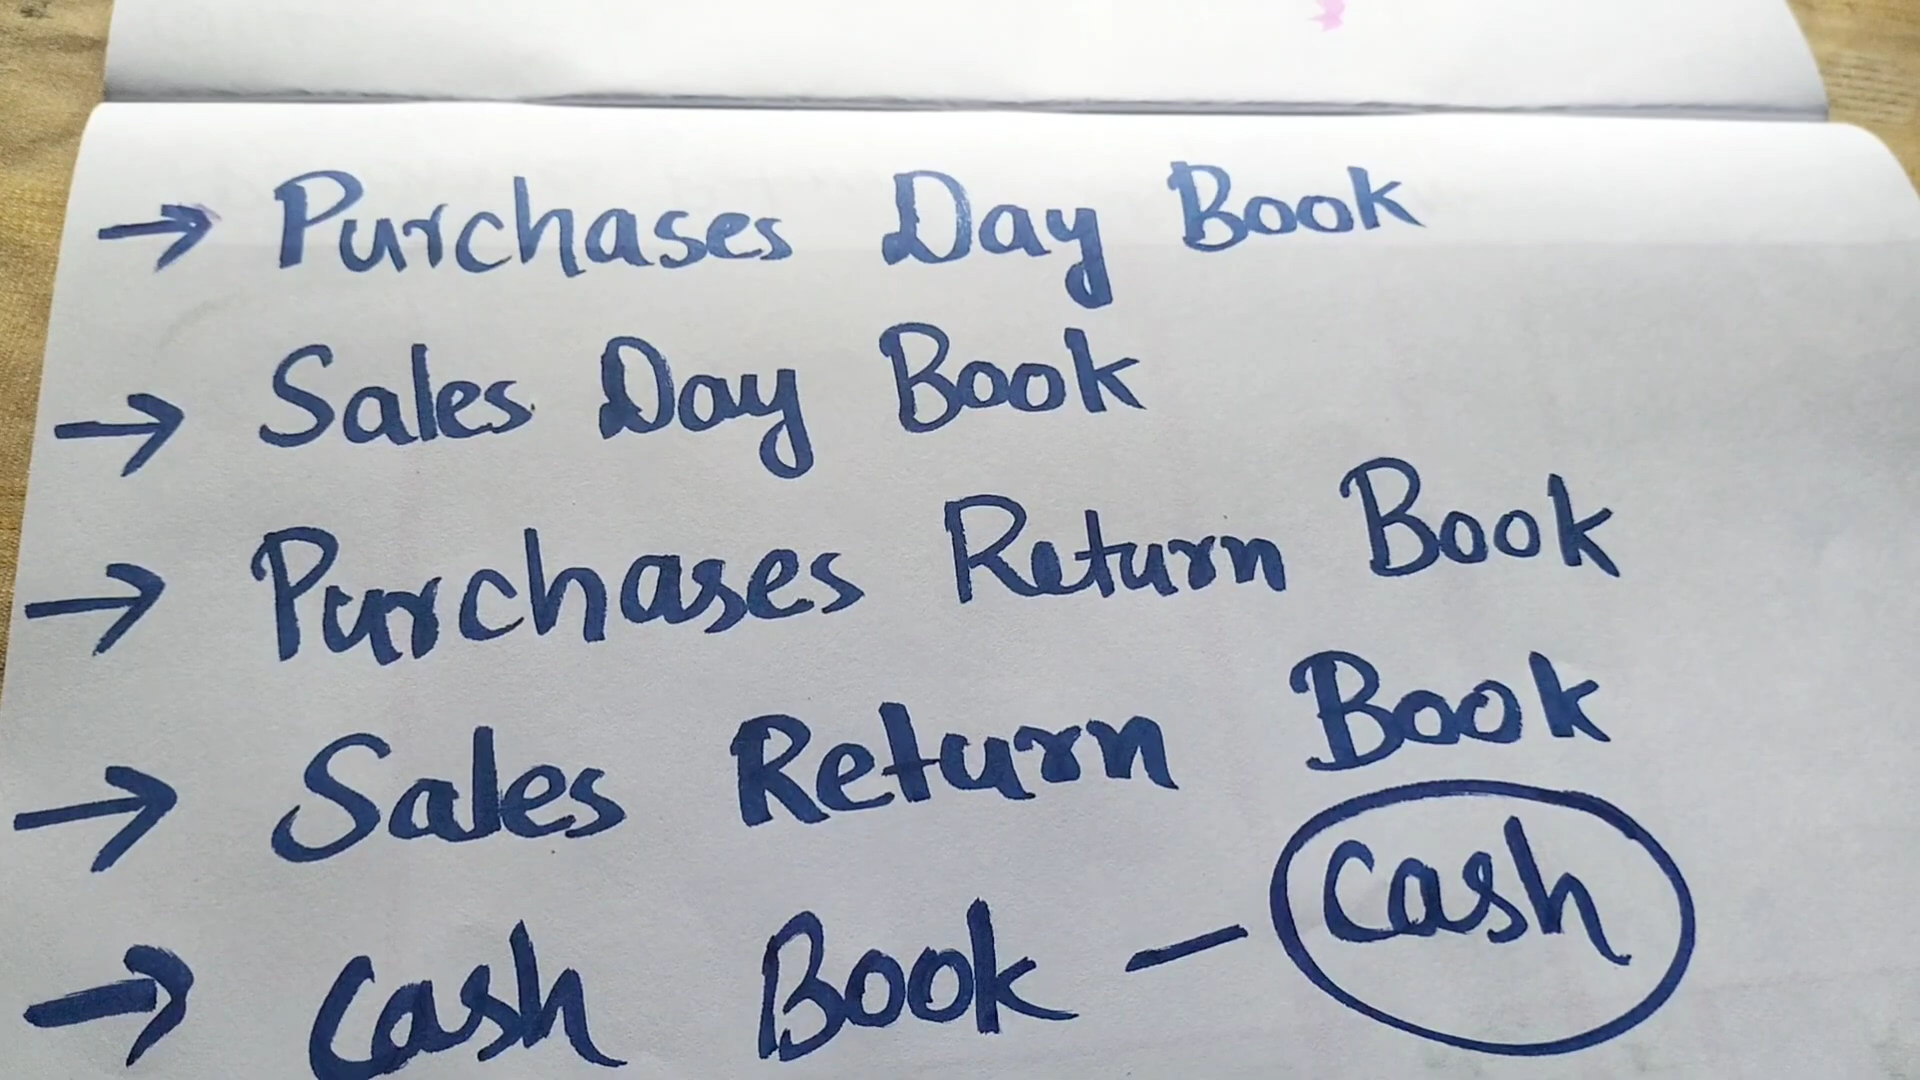 → Purchases Day Book
→ Sales Day Book
→ Purchases Return Book
→ Sales Return Book
→ Cash Book - Cash